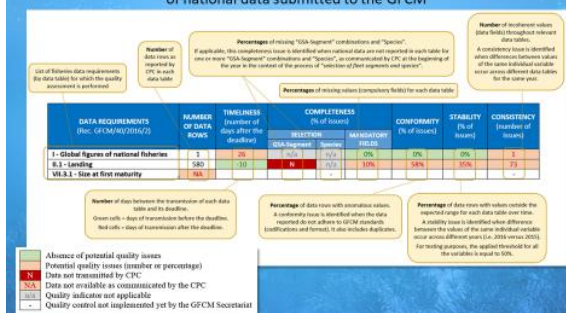 of national data submitted to the GFCM
Percentages of missing "GSA-Segment" combinations and "Species".
If applicable, this completeness issue is identified when national data are not reported in each table for
one or more "GSA-Segment" combinations and "Species", as communicated by CPC at the beginning of
the year in the context of the process of "selection of fleet segments and species".
Number of incoherent values
(data fields) throughout relevant
data tables.
A consistency issue is identified
when differences between values
of the same individual variable
occur across different data tables
for the same year.
Number of
data rows as
reported by
CPC in each
data table
List of fisheries data requirements
(by data table) for which the quality
assessment is performed
Percentages of missing values (compulsory fields) for each data table
DATA REQUIREMENTS
(Rec. GFCM/40/2016/2)
NUMBER
OF DATA
ROWS
TIMELINESS
(number of
days after the
deadline)
COMPLETENESS
(% of issues)
SELECTION
GSA-Segment
Species
MANDATORY
FIELDS
CONFORMITY
(% of issues)
STABILITY
(% of
issues)
CONSISTENCY
(number of
issues)
I - Global figures of national fisheries 1 26 n/a n/a 0% 0% 0% 1
II.1 - Landing 580 -10 N n/a 10% 58% 35% 73
VII.3.1 - Size at first maturity NA - - - - - -
Number of days between the transmission of each data
table and its deadline.
Green cells = days of transmission before the deadline.
Red cells = days of transmission after the deadline.
Percentage of data rows with anomalous values.
A conformity issue is identified when the data
reported do not adhere to GFCM standards
(codifications and format). It also includes duplicates.
Percentage of data rows with values outside the
expected range for each data table over time.
A stability issue is identified when difference
between the values of the same individual variable
occur across different years (i.e. 2016 versus 2015).
For testing purposes, the applied threshold for all
the variables is equal to 50%.
Absence of potential quality issues
Potential quality issues (number or percentage)
N Data not transmitted by CPC
NA Data not available as communicated by the CPC
n/a Quality indicator not applicable
- Quality control not implemented yet by the GFCM Secretariat